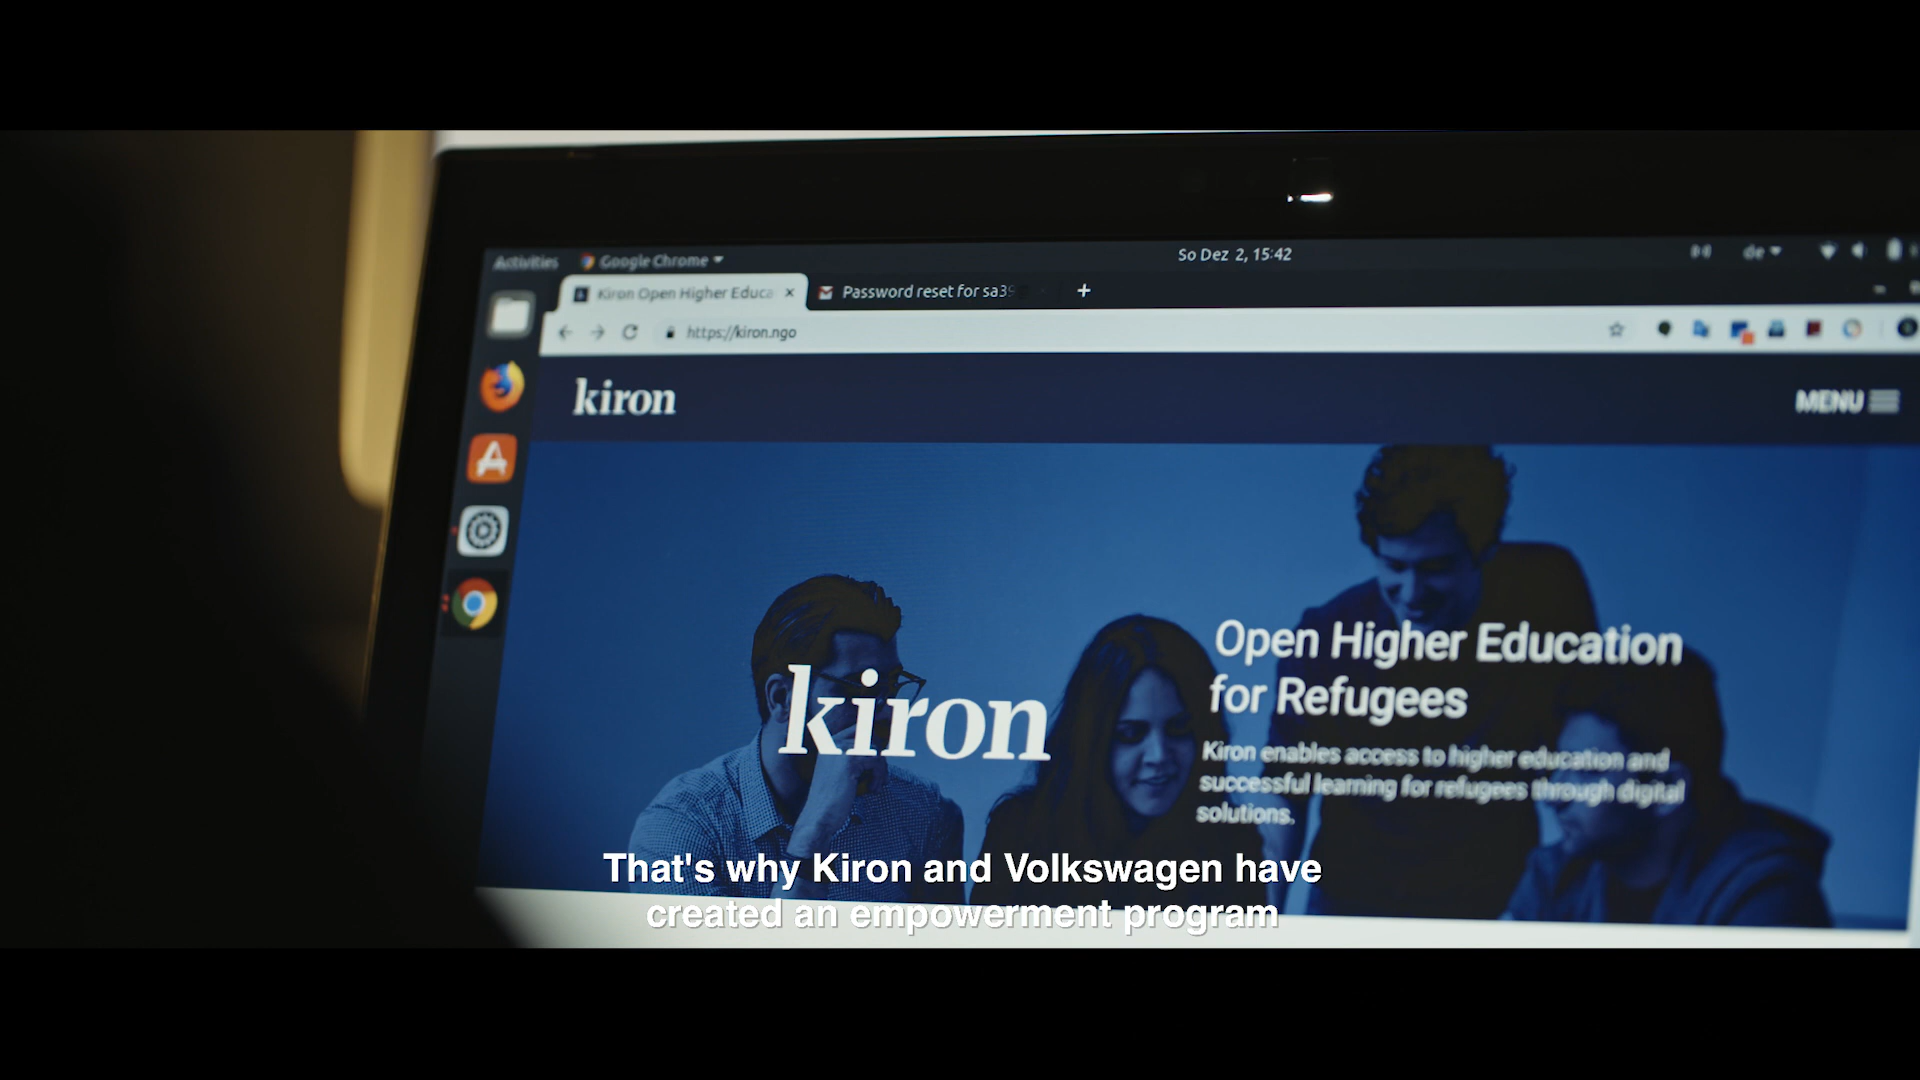 Activities
Google Chrome
So Dez 2, 15:42
de
Kiron Open Higher Educa
Password reset for sa39
https://kiron.ngo
kiron
MENU
kiron
Open Higher Education
for Refugees
Kiron enables access to higher education and
successful learning for refugees through digital
solutions.
That's why Kiron and Volkswagen have
created an empowerment program